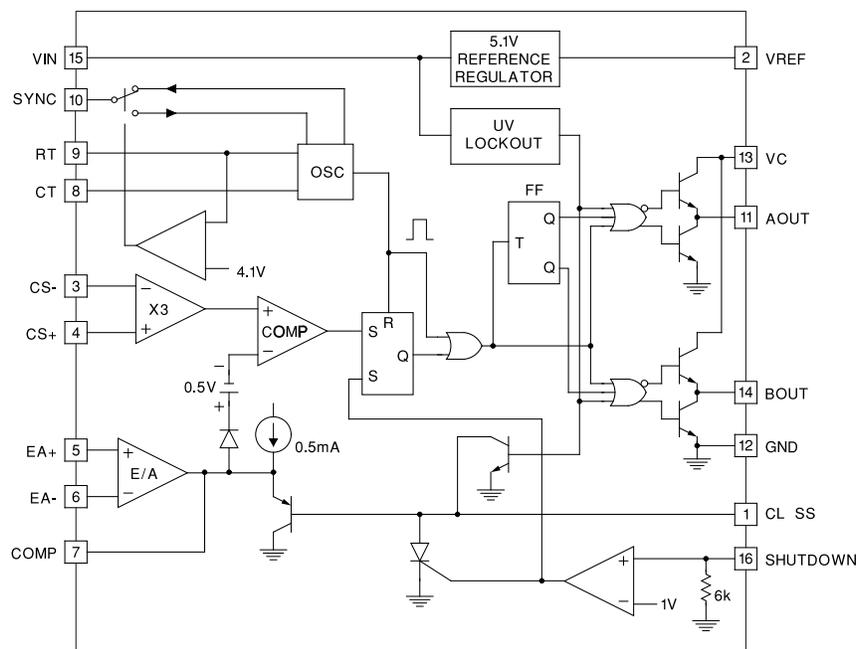 VIN 15
5.1V
REFERENCE
REGULATOR
2 VREF
SYNC 10
UV
LOCKOUT
RT 9
OSC
13 VC
CT 8
FF
Q
T
11 AOUT
4.1V
Q
CS- 3
−
X3
+
CS+ 4
+
COMP
−
R
S
Q
S
−
0.5V
+
14 BOUT
0.5mA
12 GND
EA+ 5
+
E/A
−
EA- 6
1 CL SS
COMP 7
16 SHUTDOWN
+
−
1V
6k